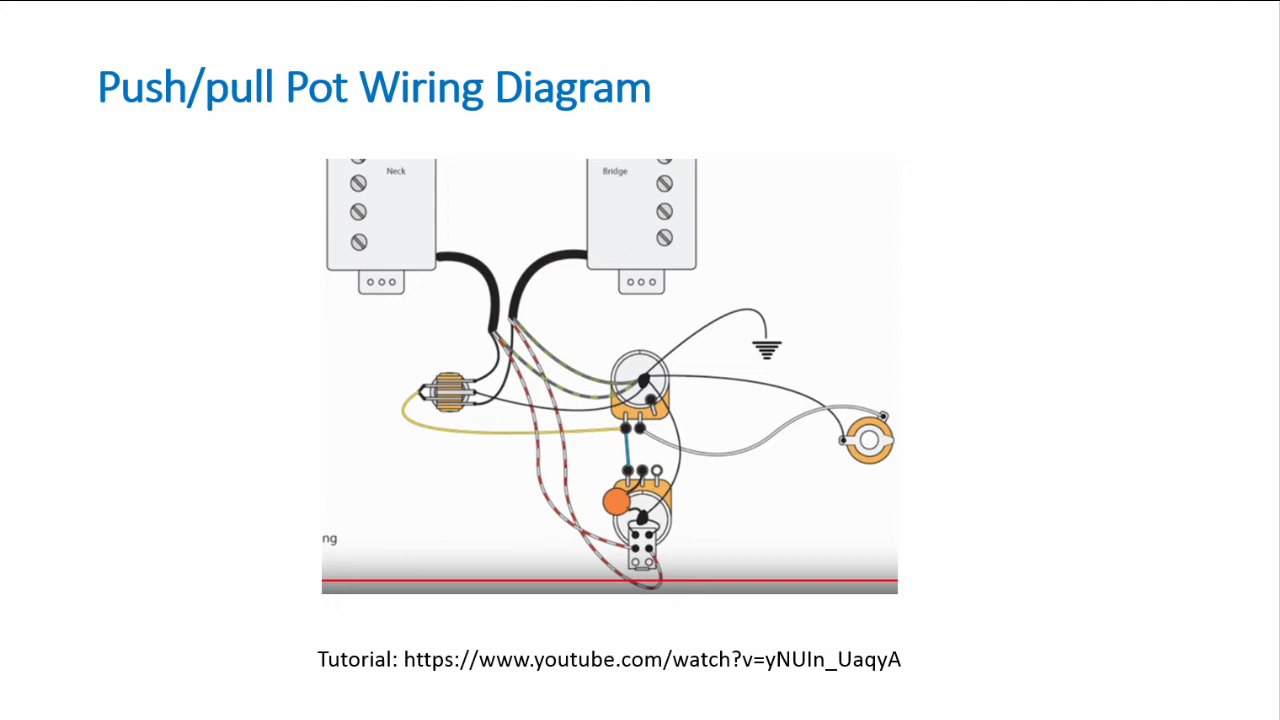 Push/pull Pot Wiring Diagram
Neck
Bridge
ng
Tutorial: https://www.youtube.com/watch?v=yNUIn_UaqyA